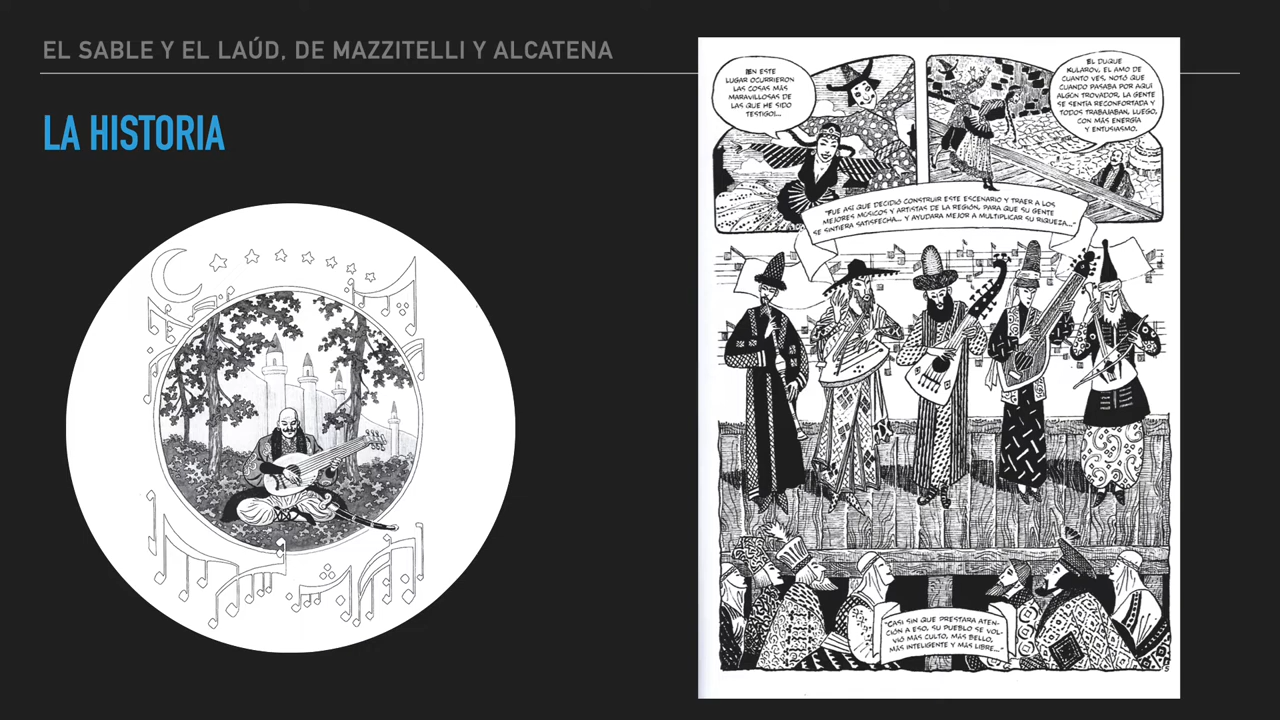 EL SABLE Y EL LAÚD, DE MAZZITELLI Y ALCATENA
LA HISTORIA
EN ESTE
LUGAR OCURRIERON
LAS COSAS MÁS
MARAVILLOSAS DE
LAS QUE HE SIDO
TESTIGO...
EL DUQUE
KULAROV, EL AMO DE
CUANTO VES, NOTÓ QUE
CUANDO PASABA POR AQUÍ
ALGÚN TROVADOR, LA GENTE
SE SENTÍA RECONFORTADA Y
TODOS TRABAJABAN, LUEGO,
CON MÁS ENERGÍA
Y ENTUSIASMO.
"FUE ASÍ QUE DECIDIÓ CONSTRUIR ESTE ESCENARIO Y TRAER A LOS
MEJORES MÚSICOS Y ARTISTAS DE LA REGIÓN, PARA QUE SU GENTE
SE SINTIERA SATISFECHA... Y AYUDARA MEJOR A MULTIPLICAR SU RIQUEZA..."
"CASI SIN QUE PRESTARA ATEN-
CIÓN A ESO, SU PUEBLO SE VOL-
VIÓ MÁS CULTO, MÁS BELLO,
MÁS INTELIGENTE Y MÁS LIBRE..."
5